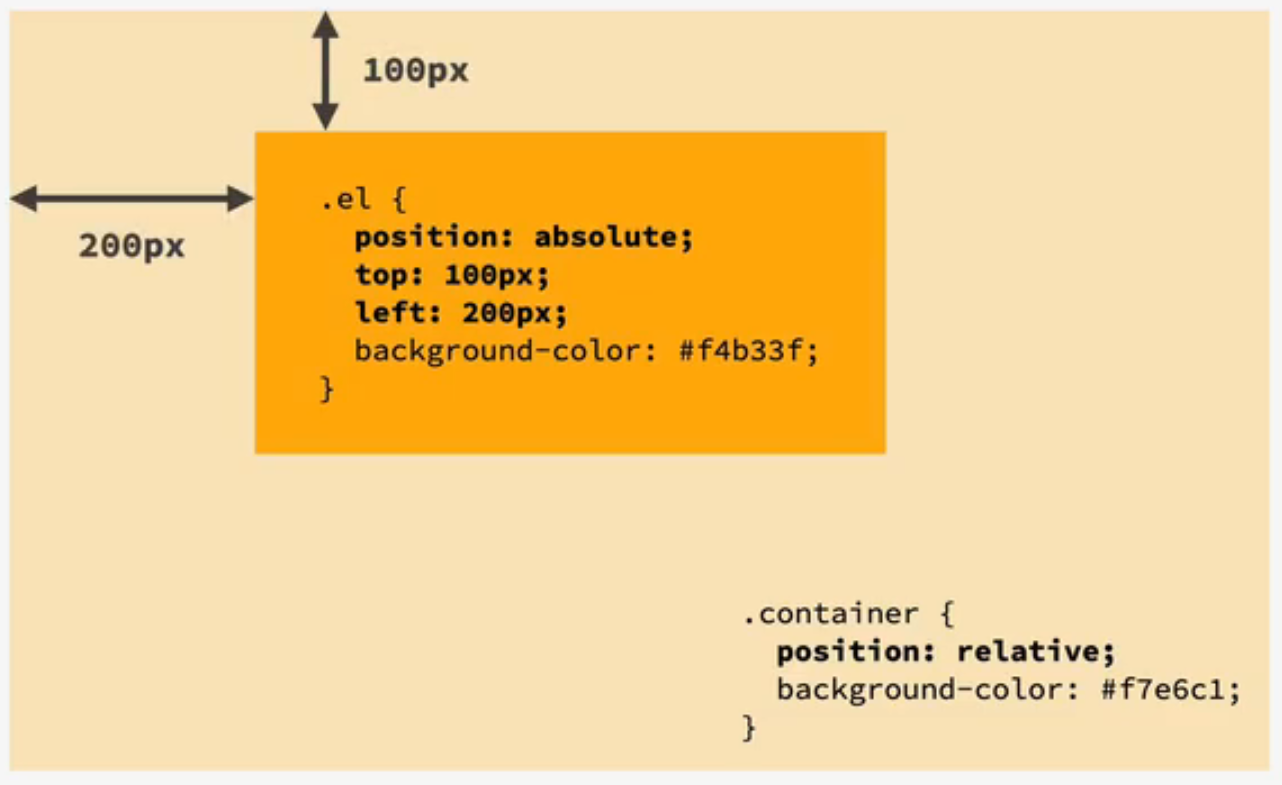 100px
200px
.el {
position: absolute;
top: 100px;
left: 200px;
background-color: #f4b33f;
}
.container {
position: relative;
background-color: #f7e6c1;
}